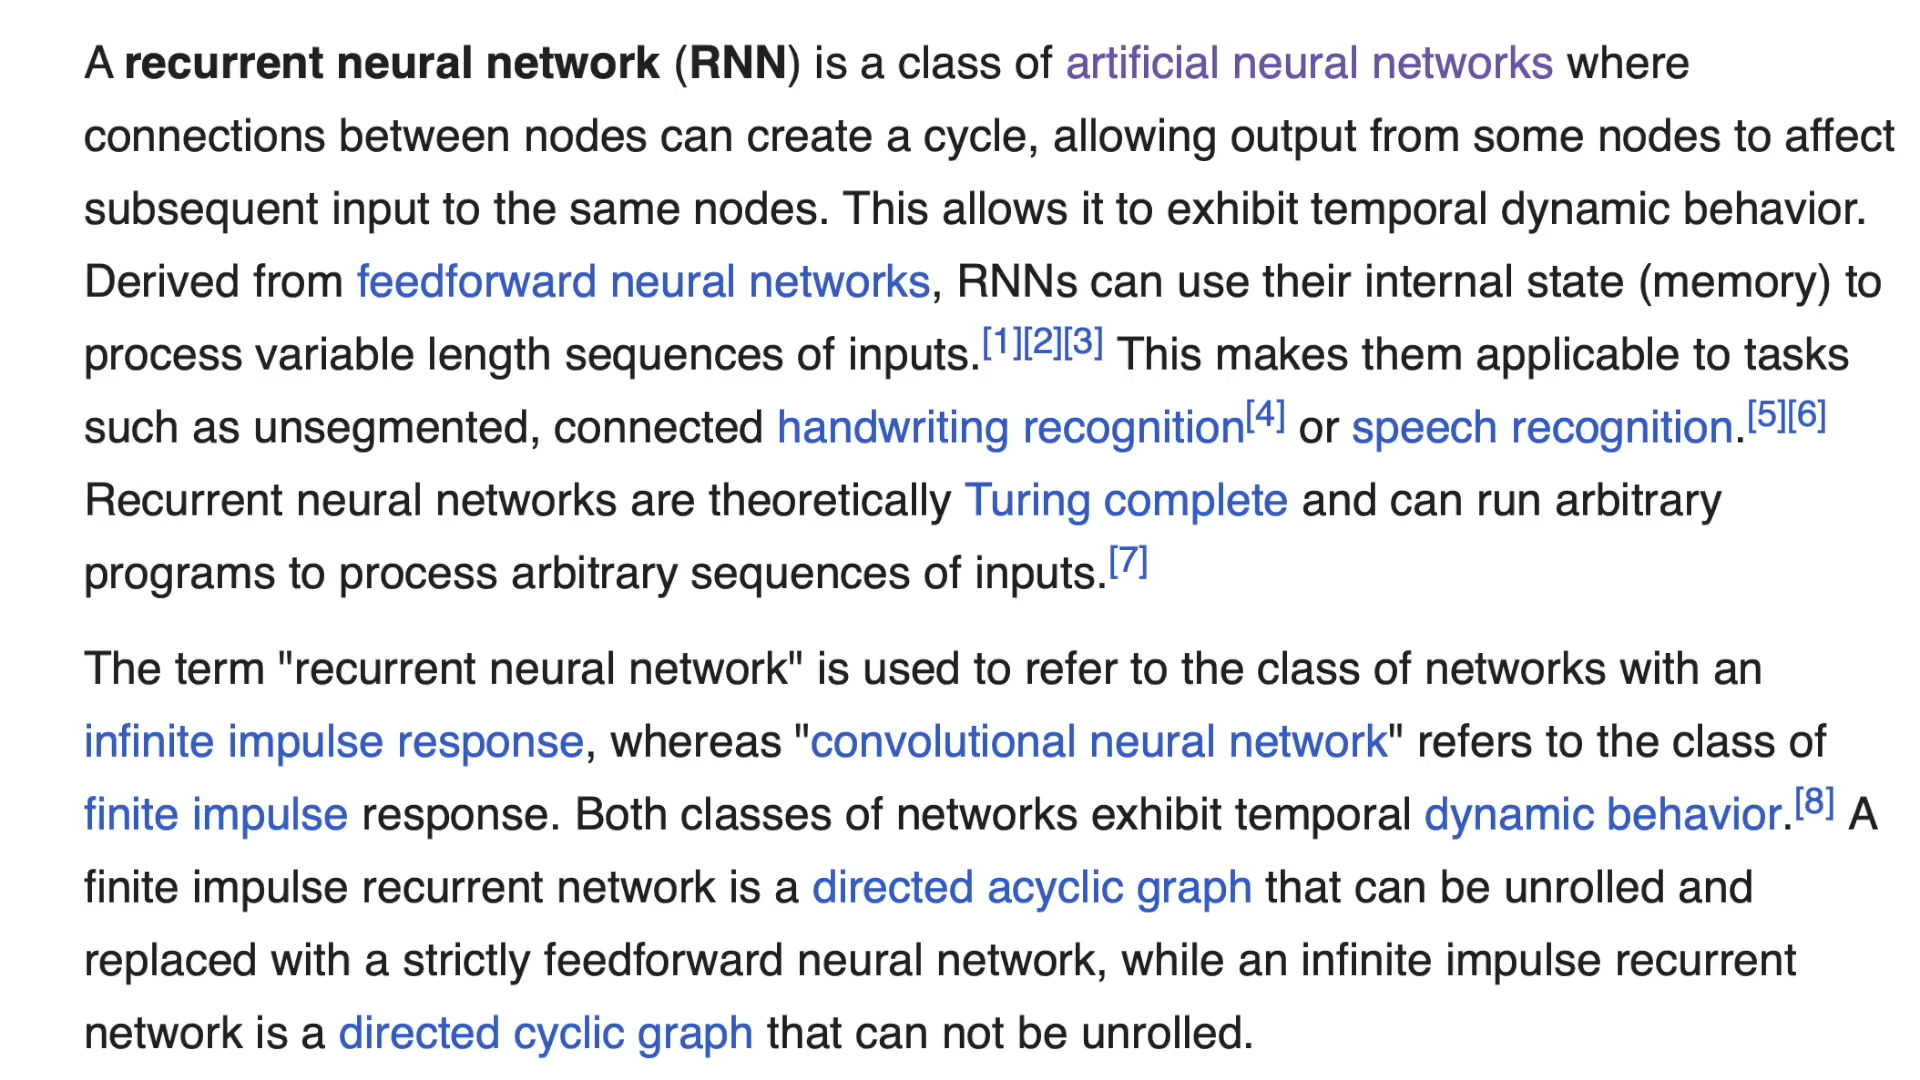 A recurrent neural network (RNN) is a class of artificial neural networks where
connections between nodes can create a cycle, allowing output from some nodes to affect
subsequent input to the same nodes. This allows it to exhibit temporal dynamic behavior.
Derived from feedforward neural networks, RNNs can use their internal state (memory) to
process variable length sequences of inputs.[1][2][3] This makes them applicable to tasks
such as unsegmented, connected handwriting recognition[4] or speech recognition.[5][6]
Recurrent neural networks are theoretically Turing complete and can run arbitrary
programs to process arbitrary sequences of inputs.[7]
The term "recurrent neural network" is used to refer to the class of networks with an
infinite impulse response, whereas "convolutional neural network" refers to the class of
finite impulse response. Both classes of networks exhibit temporal dynamic behavior.[8] A
finite impulse recurrent network is a directed acyclic graph that can be unrolled and
replaced with a strictly feedforward neural network, while an infinite impulse recurrent
network is a directed cyclic graph that can not be unrolled.